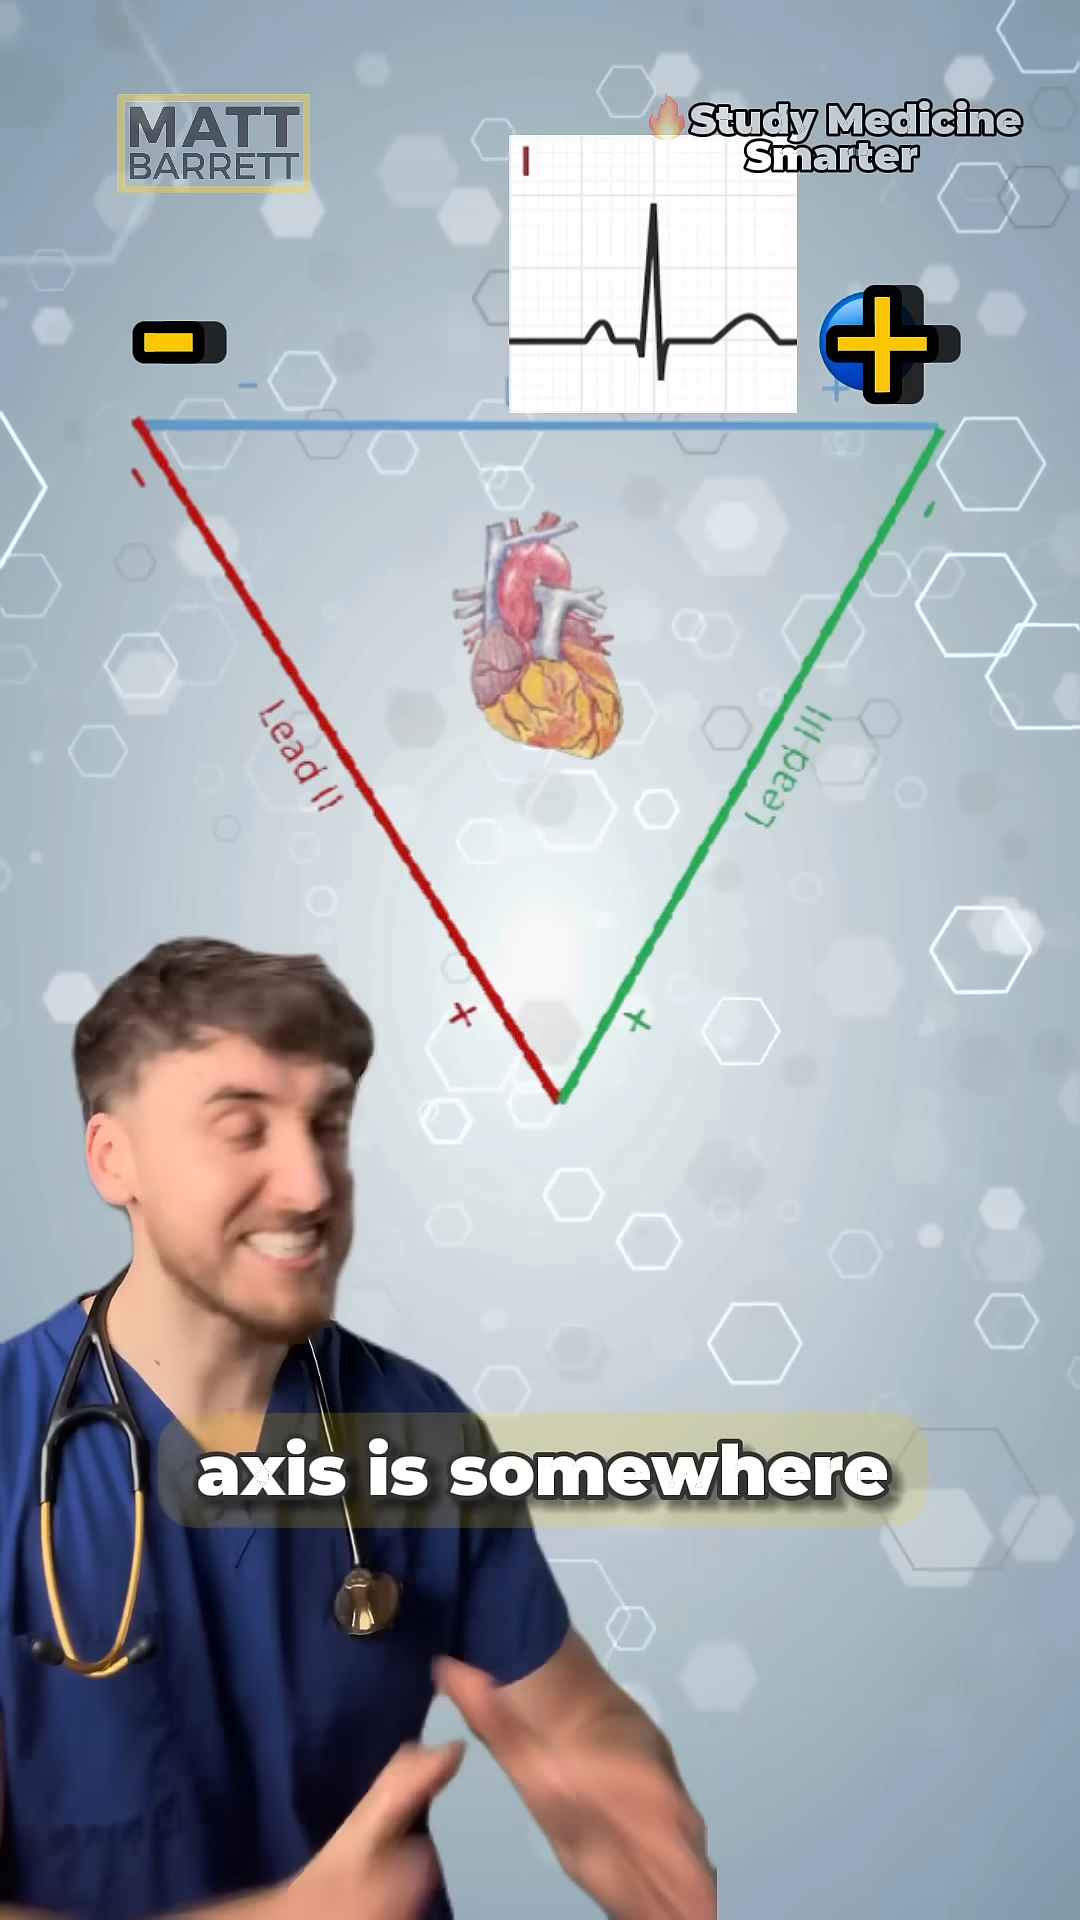 MATT
BARRETT
🔥Study Medicine
Smarter
I
Lead II
Lead III
axis is somewhere